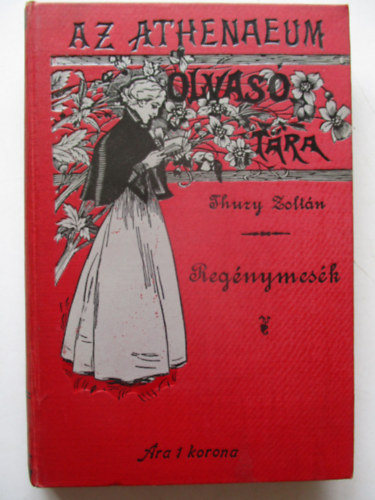 AZ ATHENAEUM
OLVASÓ
TÁRA
Thury Zoltán
Regénymesék
Ára 1 korona